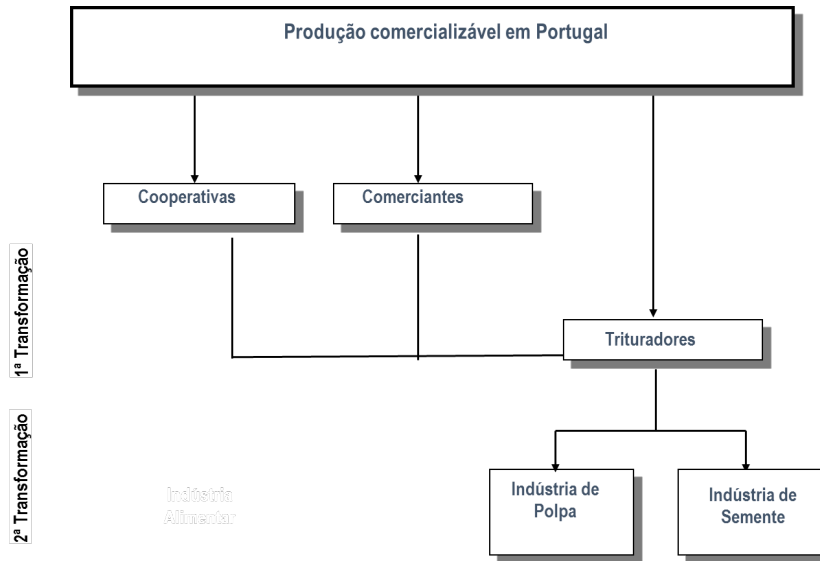 Produção comercializável em Portugal
Cooperativas
Comerciantes
1ª Transformação
Trituradores
2ª Transformação
Indústria
Alimentar
Indústria de
Polpa
Indústria de
Semente